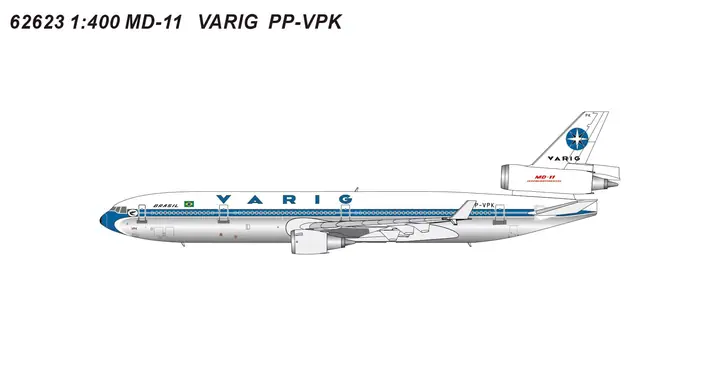 62623 1:400 MD-11 VARIG PP-VPK
VARIG
MD-11
BRASIL
VARIG
P-VPK